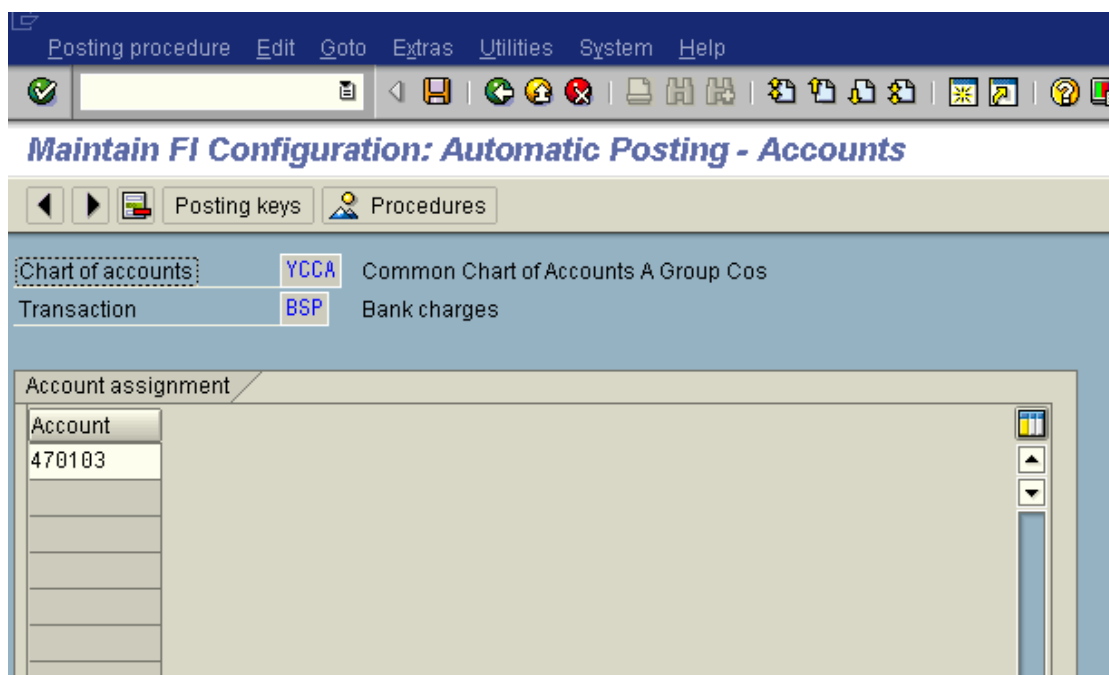 Posting procedure Edit Goto Extras Utilities System Help
Maintain FI Configuration: Automatic Posting - Accounts
Posting keys Procedures
Chart of accounts YCCA Common Chart of Accounts A Group Cos
Transaction BSP Bank charges
Account assignment
Account
470103